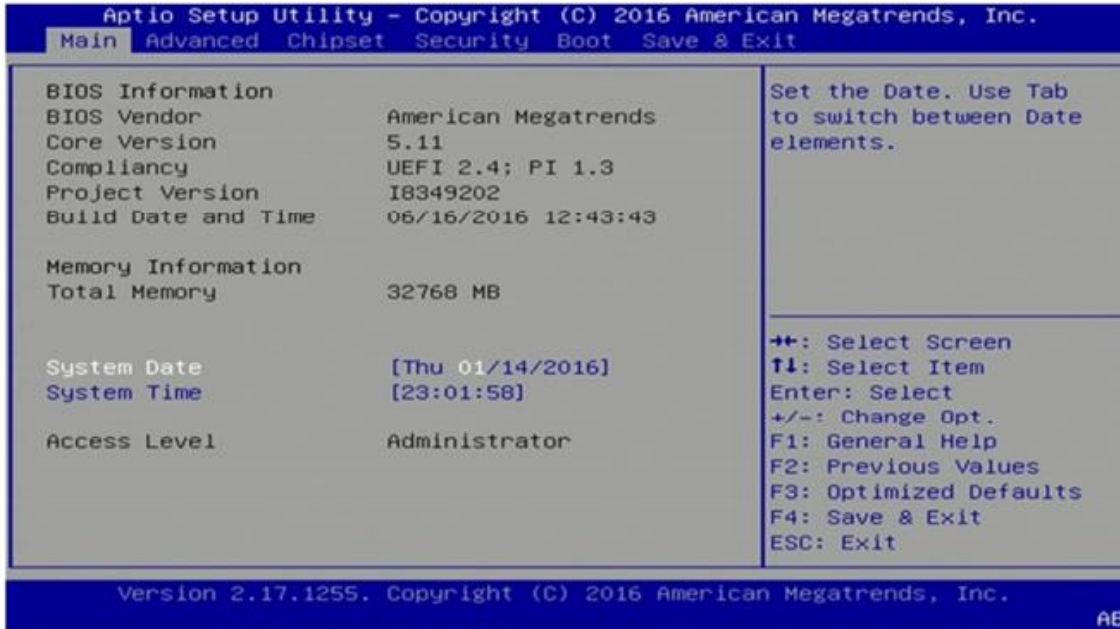 Aptio Setup Utility – Copyright (C) 2016 American Megatrends, Inc.
Main Advanced Chipset Security Boot Save & Exit
BIOS Information
BIOS Vendor American Megatrends
Core Version 5.11
Compliancy UEFI 2.4; PI 1.3
Project Version I8349202
Build Date and Time 06/16/2016 12:43:43
Memory Information
Total Memory 32768 MB
System Date [Thu 01/14/2016]
System Time [23:01:58]
Access Level Administrator
Set the Date. Use Tab
to switch between Date
elements.
→←: Select Screen
↑↓: Select Item
Enter: Select
+/-: Change Opt.
F1: General Help
F2: Previous Values
F3: Optimized Defaults
F4: Save & Exit
ESC: Exit
Version 2.17.1255. Copyright (C) 2016 American Megatrends, Inc.